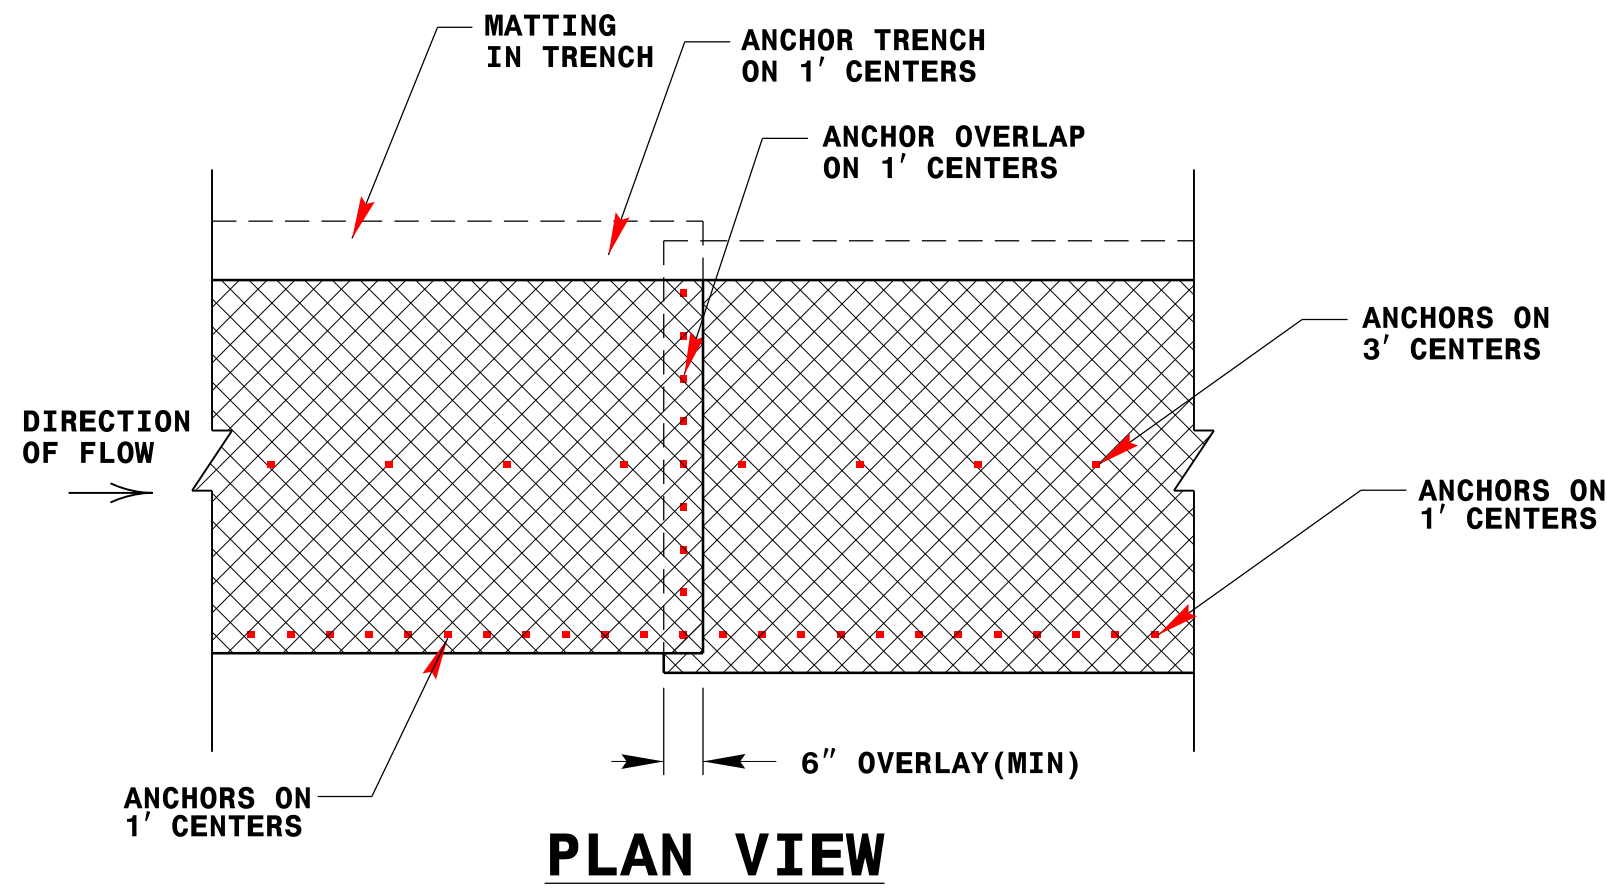 MATTING
IN TRENCH
ANCHOR TRENCH
ON 1' CENTERS
ANCHOR OVERLAP
ON 1' CENTERS
ANCHORS ON
3' CENTERS
DIRECTION
OF FLOW
ANCHORS ON
1' CENTERS
6" OVERLAY(MIN)
ANCHORS ON
1' CENTERS
PLAN VIEW